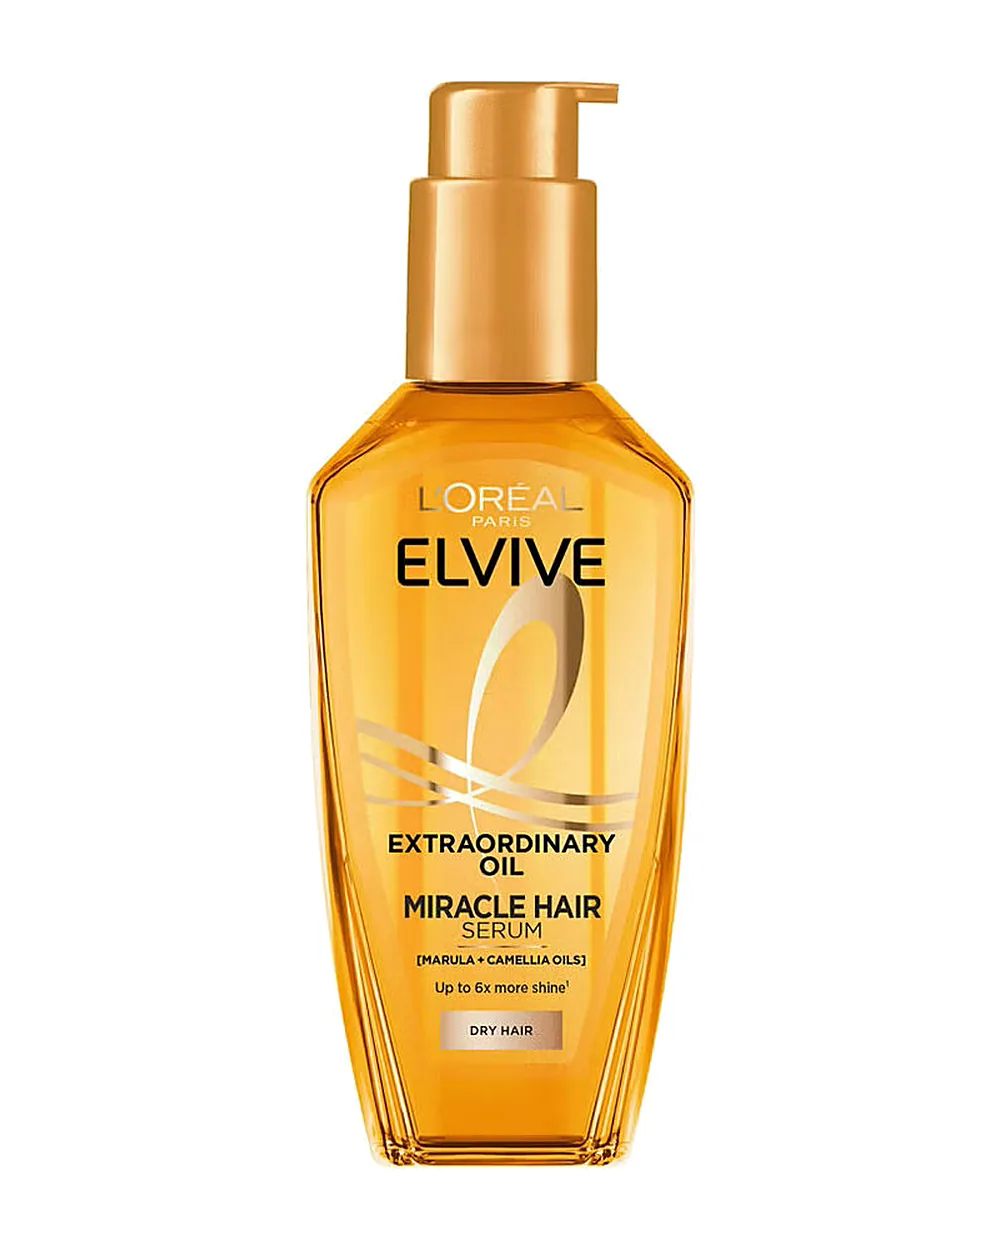 L'ORÉAL
PARIS
ELVIVE
EXTRAORDINARY
OIL
MIRACLE HAIR
SERUM
[MARULA + CAMELLIA OILS]
Up to 6x more shine¹
DRY HAIR